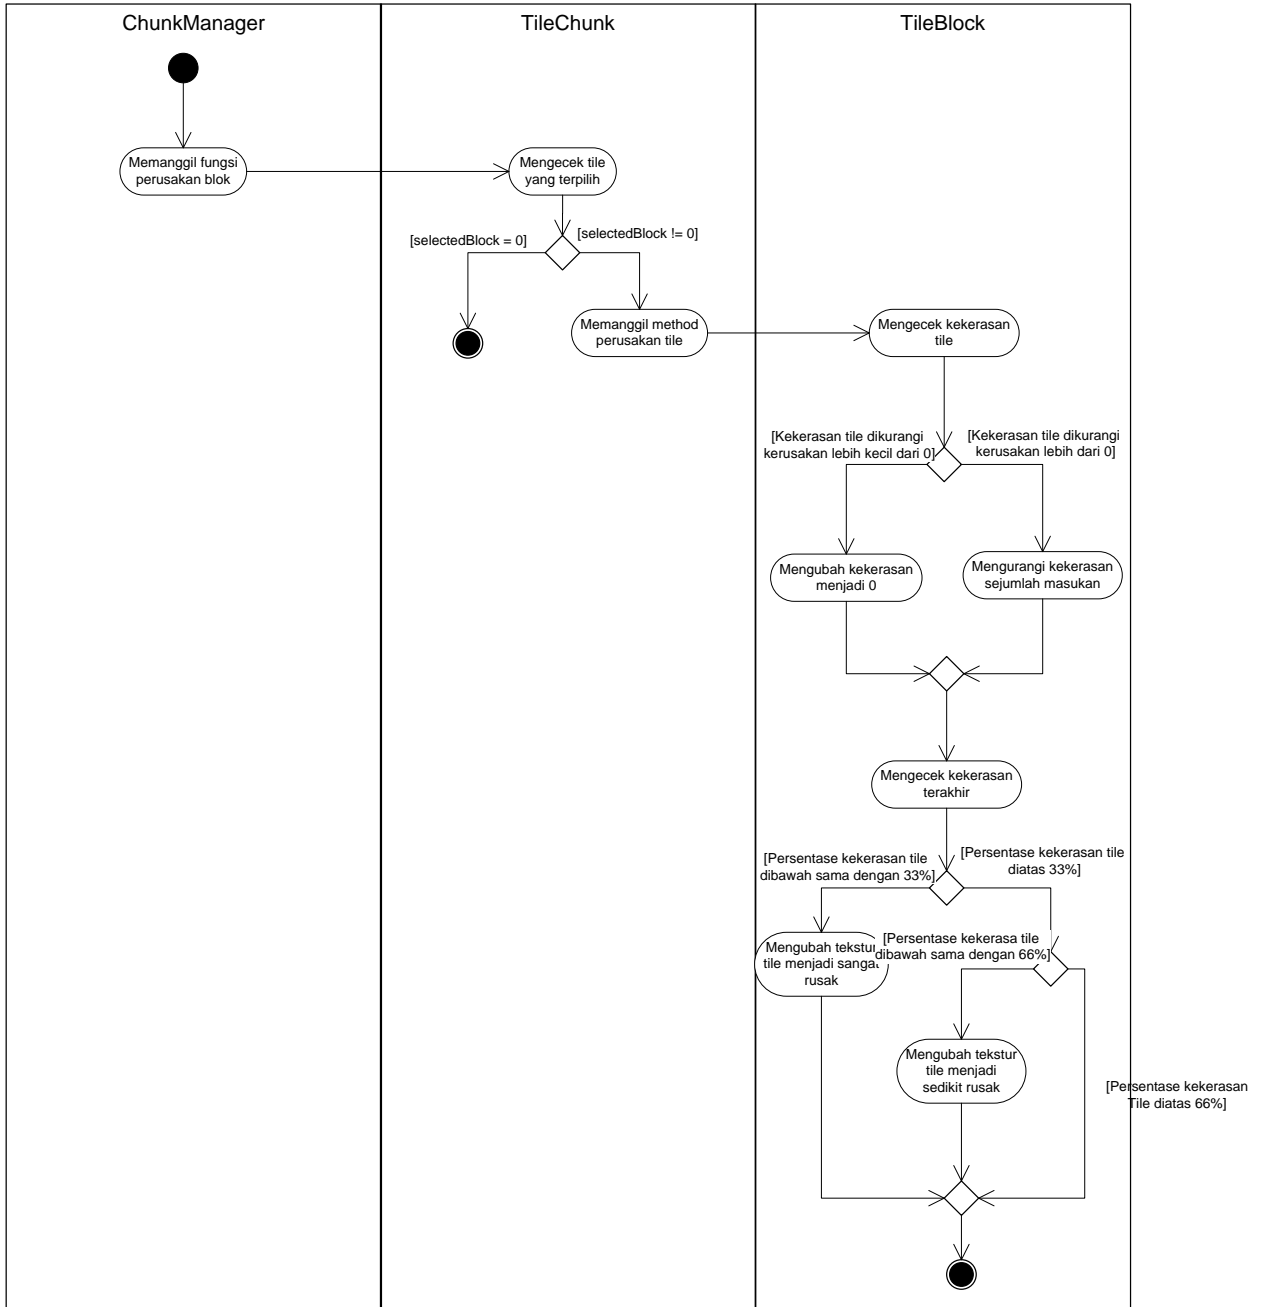 ChunkManager
TileChunk
TileBlock
Memanggil fungsi
perusakan blok
Mengecek tile
yang terpilih
[selectedBlock = 0]
[selectedBlock != 0]
Memanggil method
perusakan tile
Mengecek kekerasan
tile
[Kekerasan tile dikurangi
kerusakan lebih kecil dari 0]
[Kekerasan tile dikurangi
kerusakan lebih dari 0]
Mengubah kekerasan
menjadi 0
Mengurangi kekerasan
sejumlah masukan
Mengecek kekerasan
terakhir
[Persentase kekerasan tile
dibawah sama dengan 33%]
[Persentase kekerasan tile
diatas 33%]
Mengubah tekstur
tile menjadi sangat
rusak
[Persentase kekerasa tile
dibawah sama dengan 66%]
Mengubah tekstur
tile menjadi
sedikit rusak
[Persentase kekerasan
Tile diatas 66%]